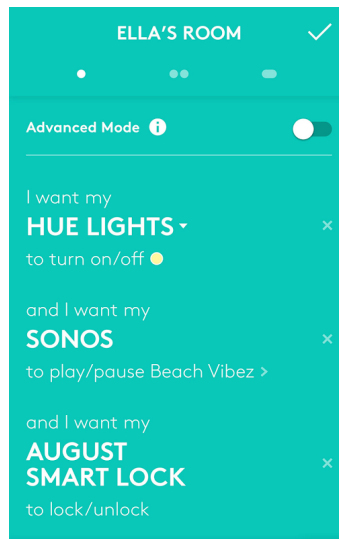 ELLA'S ROOM
Advanced Mode i
I want my
HUE LIGHTS
to turn on/off
and I want my
SONOS
to play/pause Beach Vibez >
and I want my
AUGUST
SMART LOCK
to lock/unlock